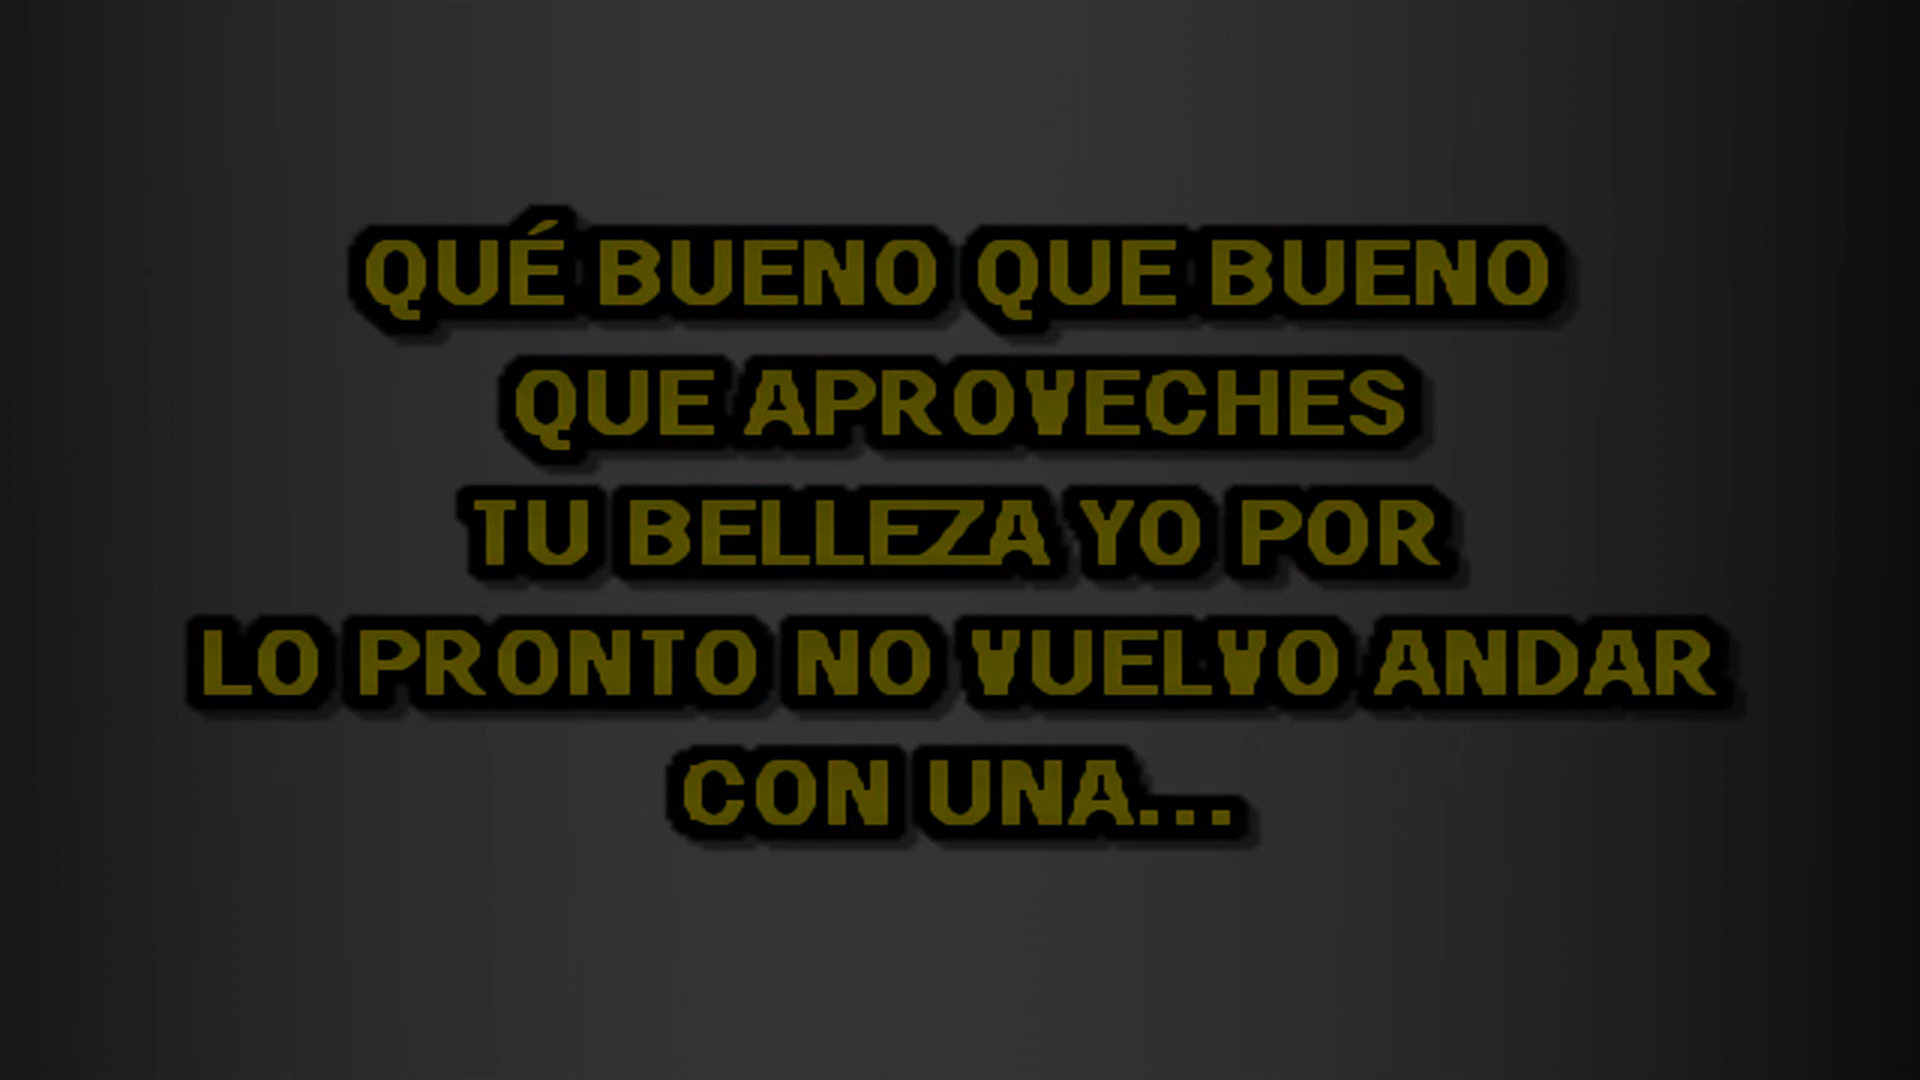 QUÉ BUENO QUE BUENO
QUE APROVECHES
TU BELLEZA YO POR
LO PRONTO NO VUELVO ANDAR
CON UNA...